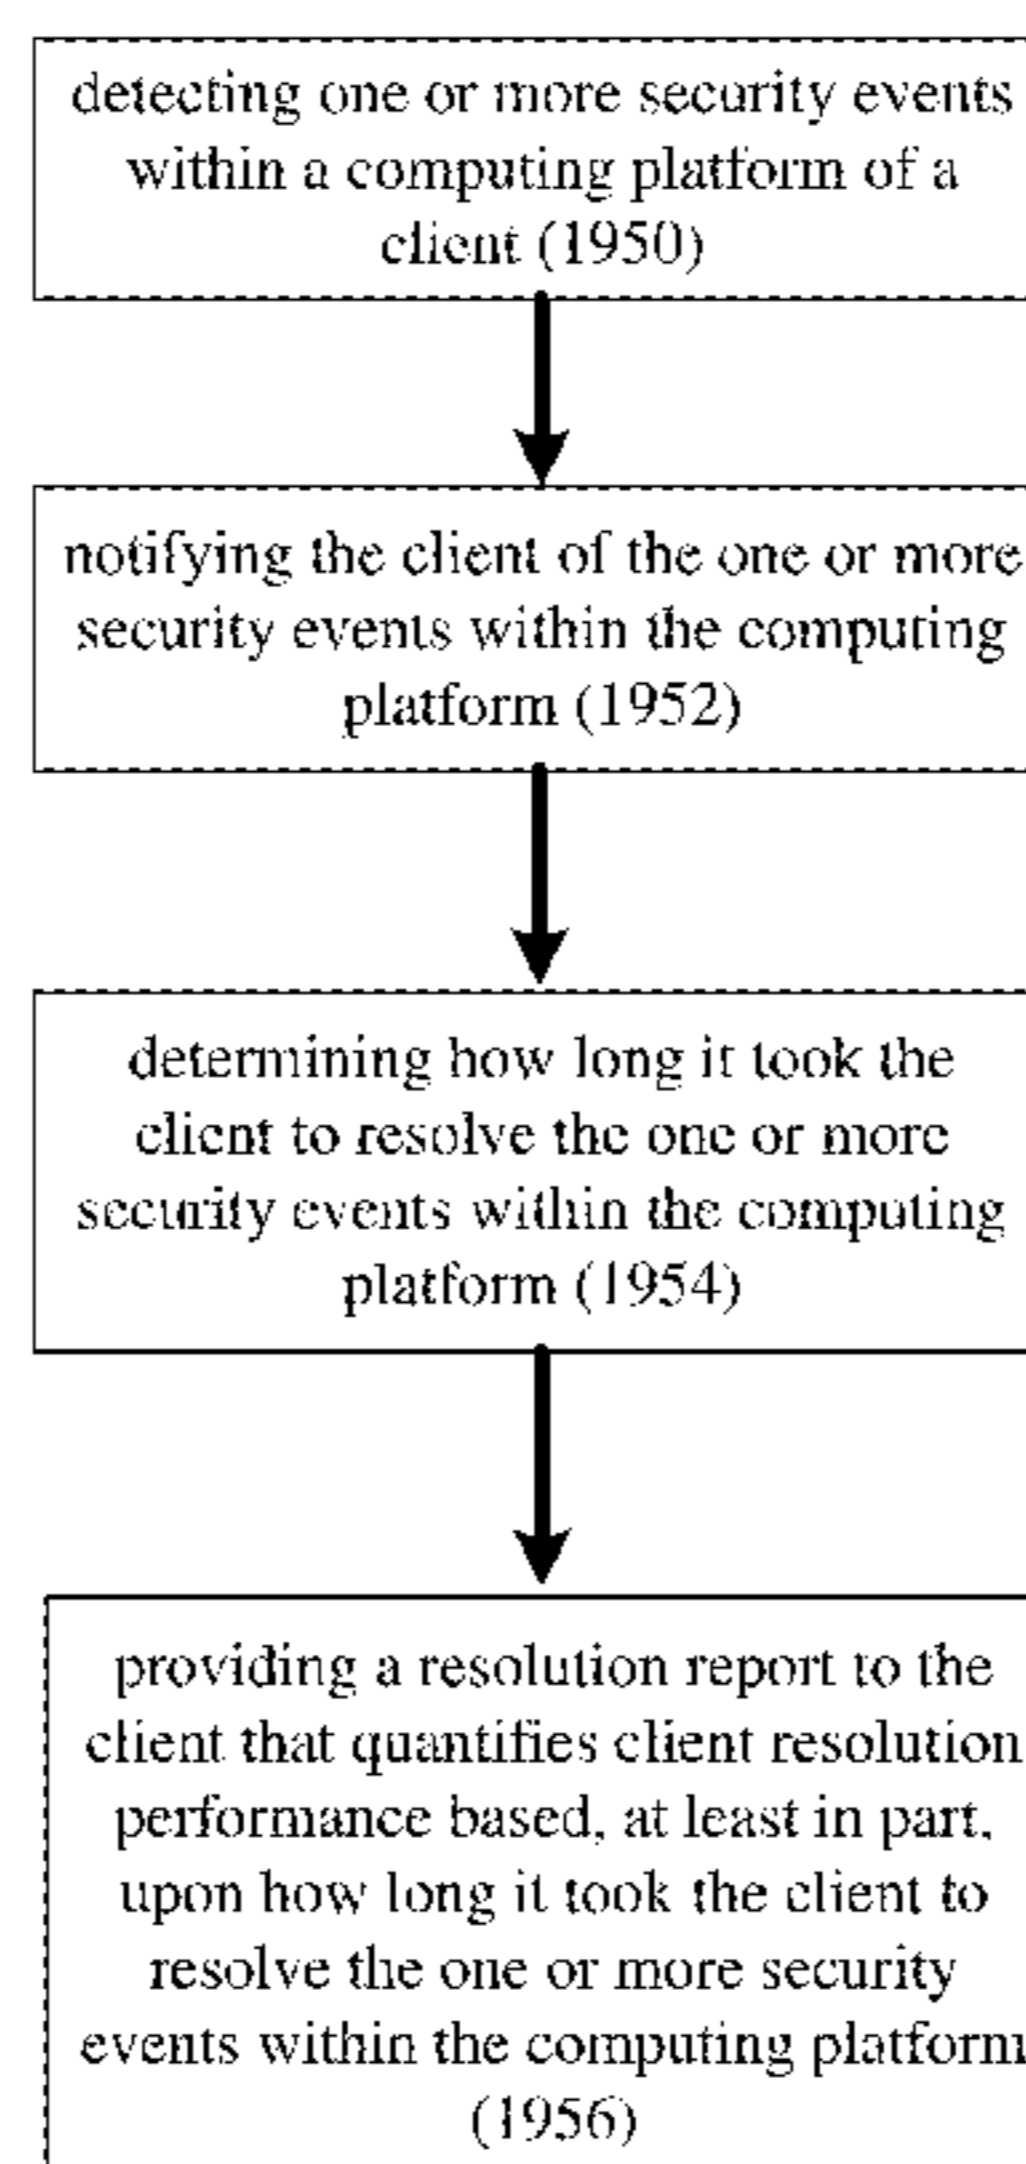 detecting one or more security events
within a computing platform of a
client (1950)
notifying the client of the one or more
security events within the computing
platform (1952)
determining how long it took the
client to resolve the one or more
security events within the computing
platform (1954)
providing a resolution report to the
client that quantifies client resolution
performance based, at least in part,
upon how long it took the client to
resolve the one or more security
events within the computing platform
(1956)